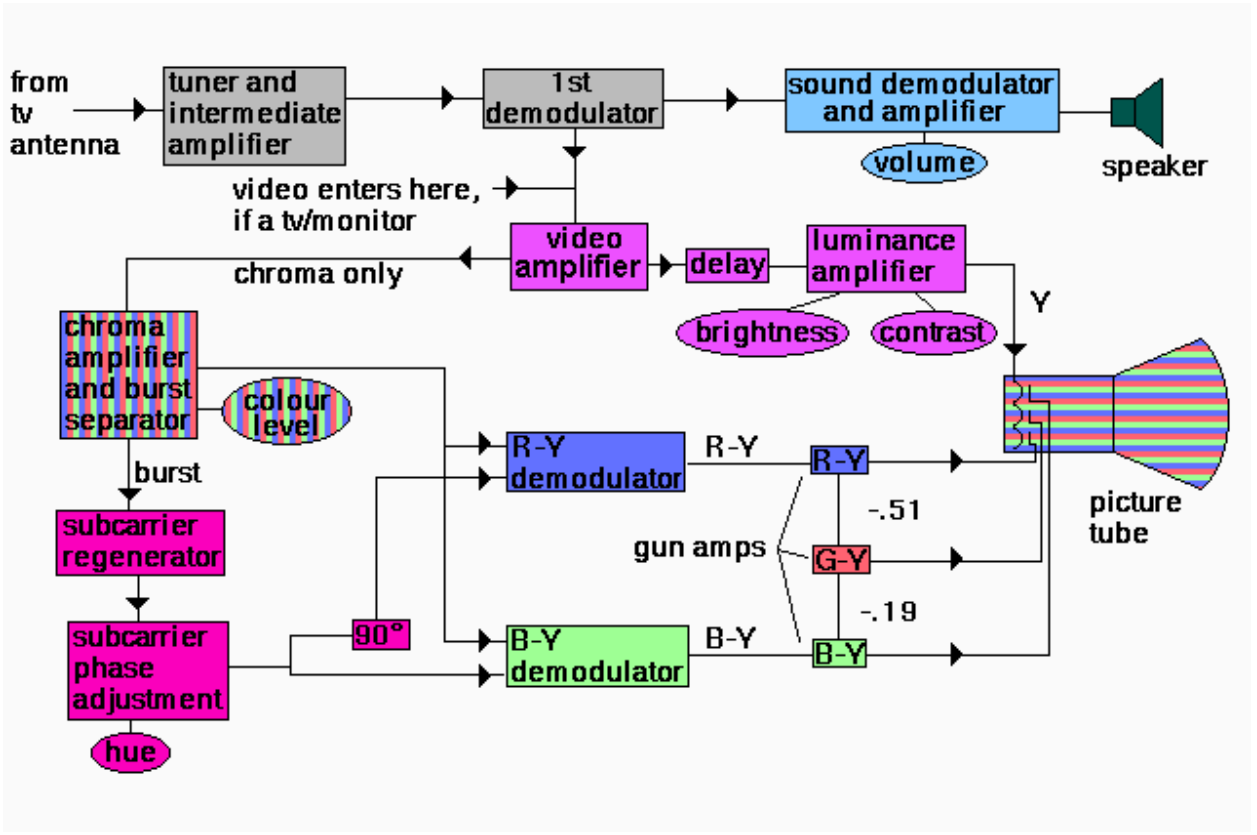 from
tv
antenna
tuner and
intermediate
amplifier
1st
demodulator
sound demodulator
and amplifier
volume
speaker
video enters here,
if a tv/monitor
video
amplifier
delay
luminance
amplifier
brightness
contrast
Y
chroma only
chroma
amplifier
and burst
separator
colour
level
burst
R-Y
demodulator
R-Y
R-Y
-.51
picture
tube
subcarrier
regenerator
gun amps
G-Y
-.19
subcarrier
phase
adjustment
90°
B-Y
demodulator
B-Y
B-Y
hue